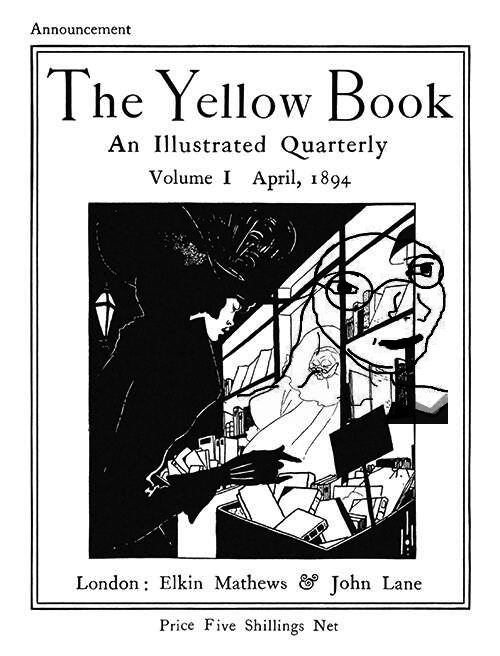 Announcement
The Yellow Book
An Illustrated Quarterly
Volume I April, 1894
London: Elkin Mathews & John Lane
Price Five Shillings Net